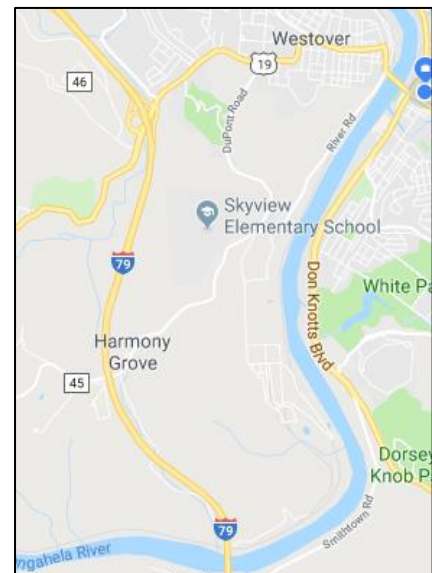 Westover
19
46
DuPont Road
River Rd
Skyview
Elementary School
79
Don Knotts Blvd
White Pa
Harmony
Grove
45
Dorsey
Knob P
79
Smithtown Rd
ngahela River